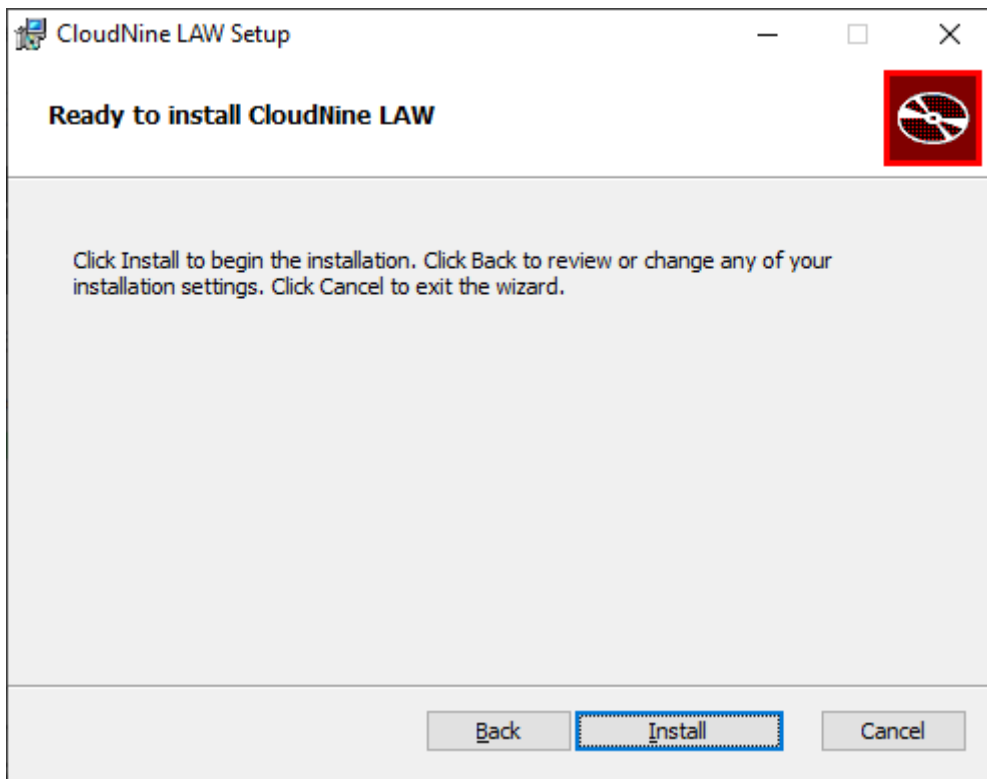 CloudNine LAW Setup
Ready to install CloudNine LAW
Click Install to begin the installation. Click Back to review or change any of your
installation settings. Click Cancel to exit the wizard.
Back
Install
Cancel